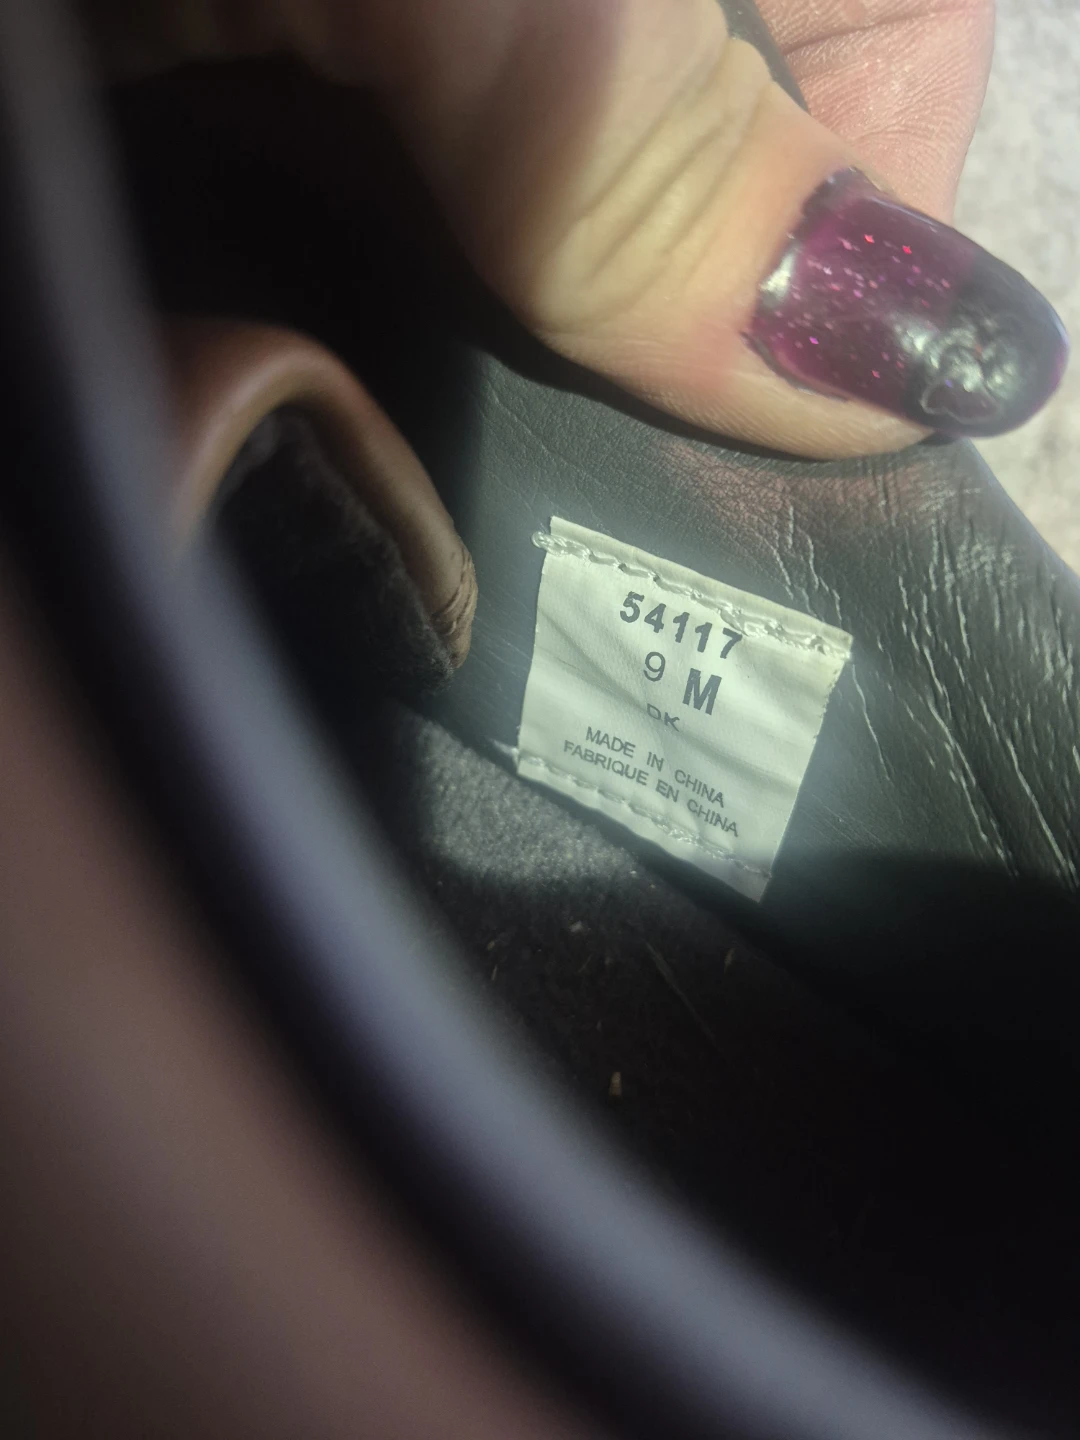 54117
9 M
DK
MADE IN CHINA
FABRIQUE EN CHINA